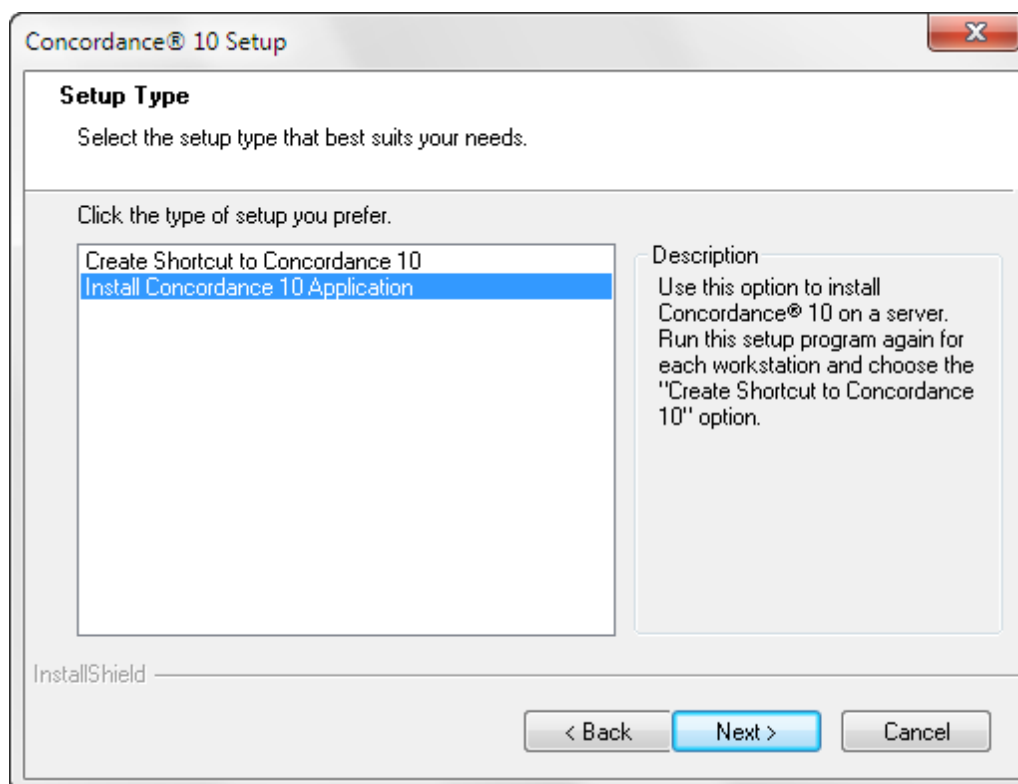 Concordance® 10 Setup
Setup Type
Select the setup type that best suits your needs.
Click the type of setup you prefer.
Create Shortcut to Concordance 10
Install Concordance 10 Application
Description
Use this option to install
Concordance® 10 on a server.
Run this setup program again for
each workstation and choose the
"Create Shortcut to Concordance
10" option.
InstallShield
< Back
Next >
Cancel